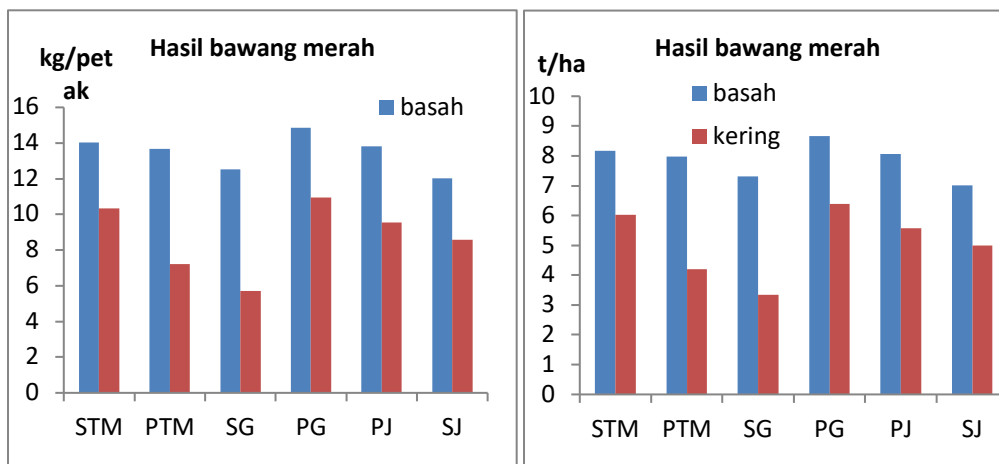 Hasil bawang merah
kg/pet
ak
basah
16
14
12
10
8
6
4
2
0
STM PTM SG PG PJ SJ
Hasil bawang merah
t/ha
basah
kering
10
9
8
7
6
5
4
3
2
1
0
STM PTM SG PG PJ SJ